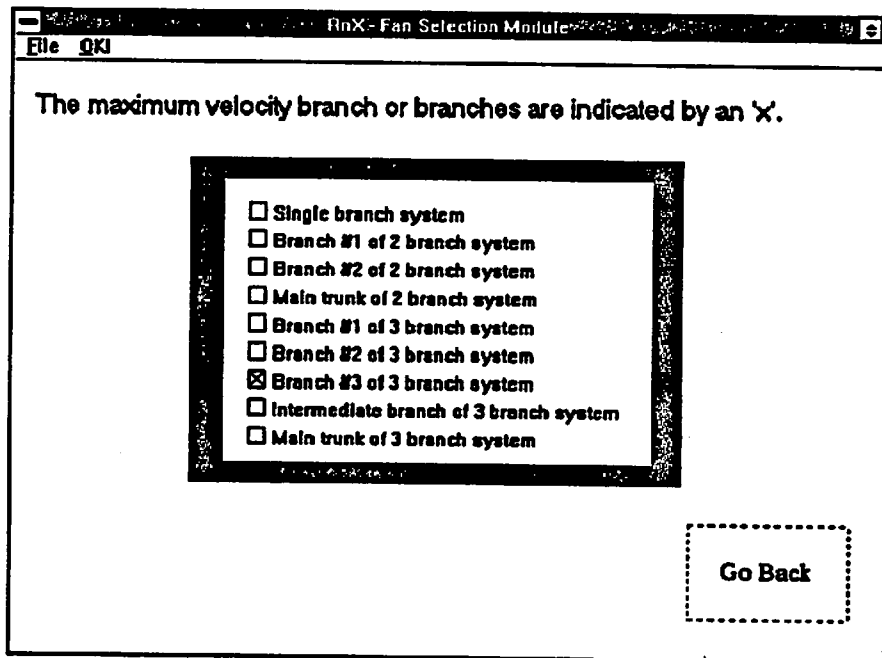 RnX - Fan Selection Module
File OK!
The maximum velocity branch or branches are indicated by an 'x'.
Single branch system
Branch #1 of 2 branch system
Branch #2 of 2 branch system
Main trunk of 2 branch system
Branch #1 of 3 branch system
Branch #2 of 3 branch system
Branch #3 of 3 branch system
Intermediate branch of 3 branch system
Main trunk of 3 branch system
Go Back